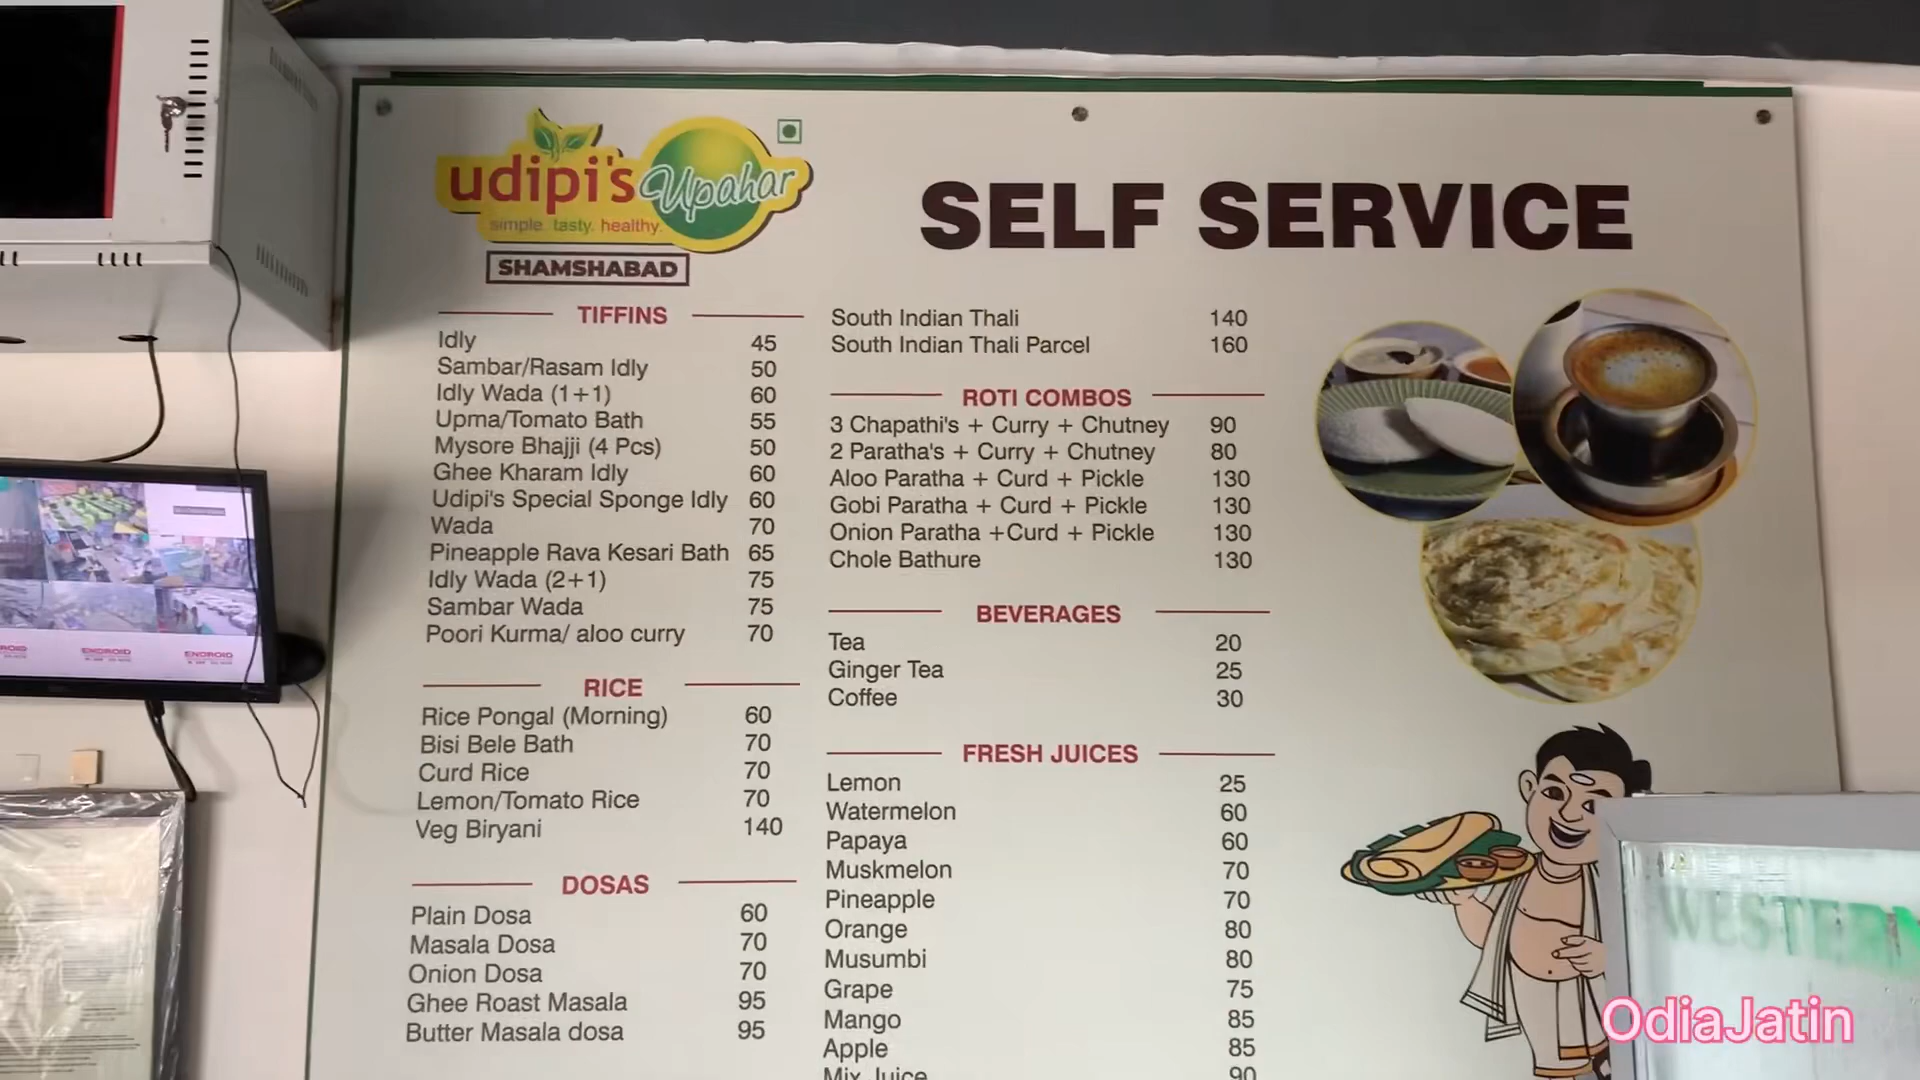 udipi's Upahar
simple. tasty. healthy.
SHAMSHABAD
SELF SERVICE
TIFFINS
Idly 45
Sambar/Rasam Idly 50
Idly Wada (1+1) 60
Upma/Tomato Bath 55
Mysore Bhajji (4 Pcs) 50
Ghee Kharam Idly 60
Udipi's Special Sponge Idly 60
Wada 70
Pineapple Rava Kesari Bath 65
Idly Wada (2+1) 75
Sambar Wada 75
Poori Kurma/ aloo curry 70
RICE
Rice Pongal (Morning) 60
Bisi Bele Bath 70
Curd Rice 70
Lemon/Tomato Rice 70
Veg Biryani 140
DOSAS
Plain Dosa 60
Masala Dosa 70
Onion Dosa 70
Ghee Roast Masala 95
Butter Masala dosa 95
South Indian Thali 140
South Indian Thali Parcel 160
ROTI COMBOS
3 Chapathi's + Curry + Chutney 90
2 Paratha's + Curry + Chutney 80
Aloo Paratha + Curd + Pickle 130
Gobi Paratha + Curd + Pickle 130
Onion Paratha +Curd + Pickle 130
Chole Bathure 130
BEVERAGES
Tea 20
Ginger Tea 25
Coffee 30
FRESH JUICES
Lemon 25
Watermelon 60
Papaya 60
Muskmelon 70
Pineapple 70
Orange 80
Musumbi 80
Grape 75
Mango 85
Apple 85
Mix Juice 90
ENDROID
ENDROID
WESTERN
OdiaJatin